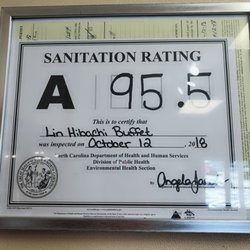 SANITATION RATING
A 95.5
This is to certify that
Lin Hibachi Buffet
was inspected on October 12, 2018
North Carolina Department of Health and Human Services
Division of Public Health
Environmental Health Section
by